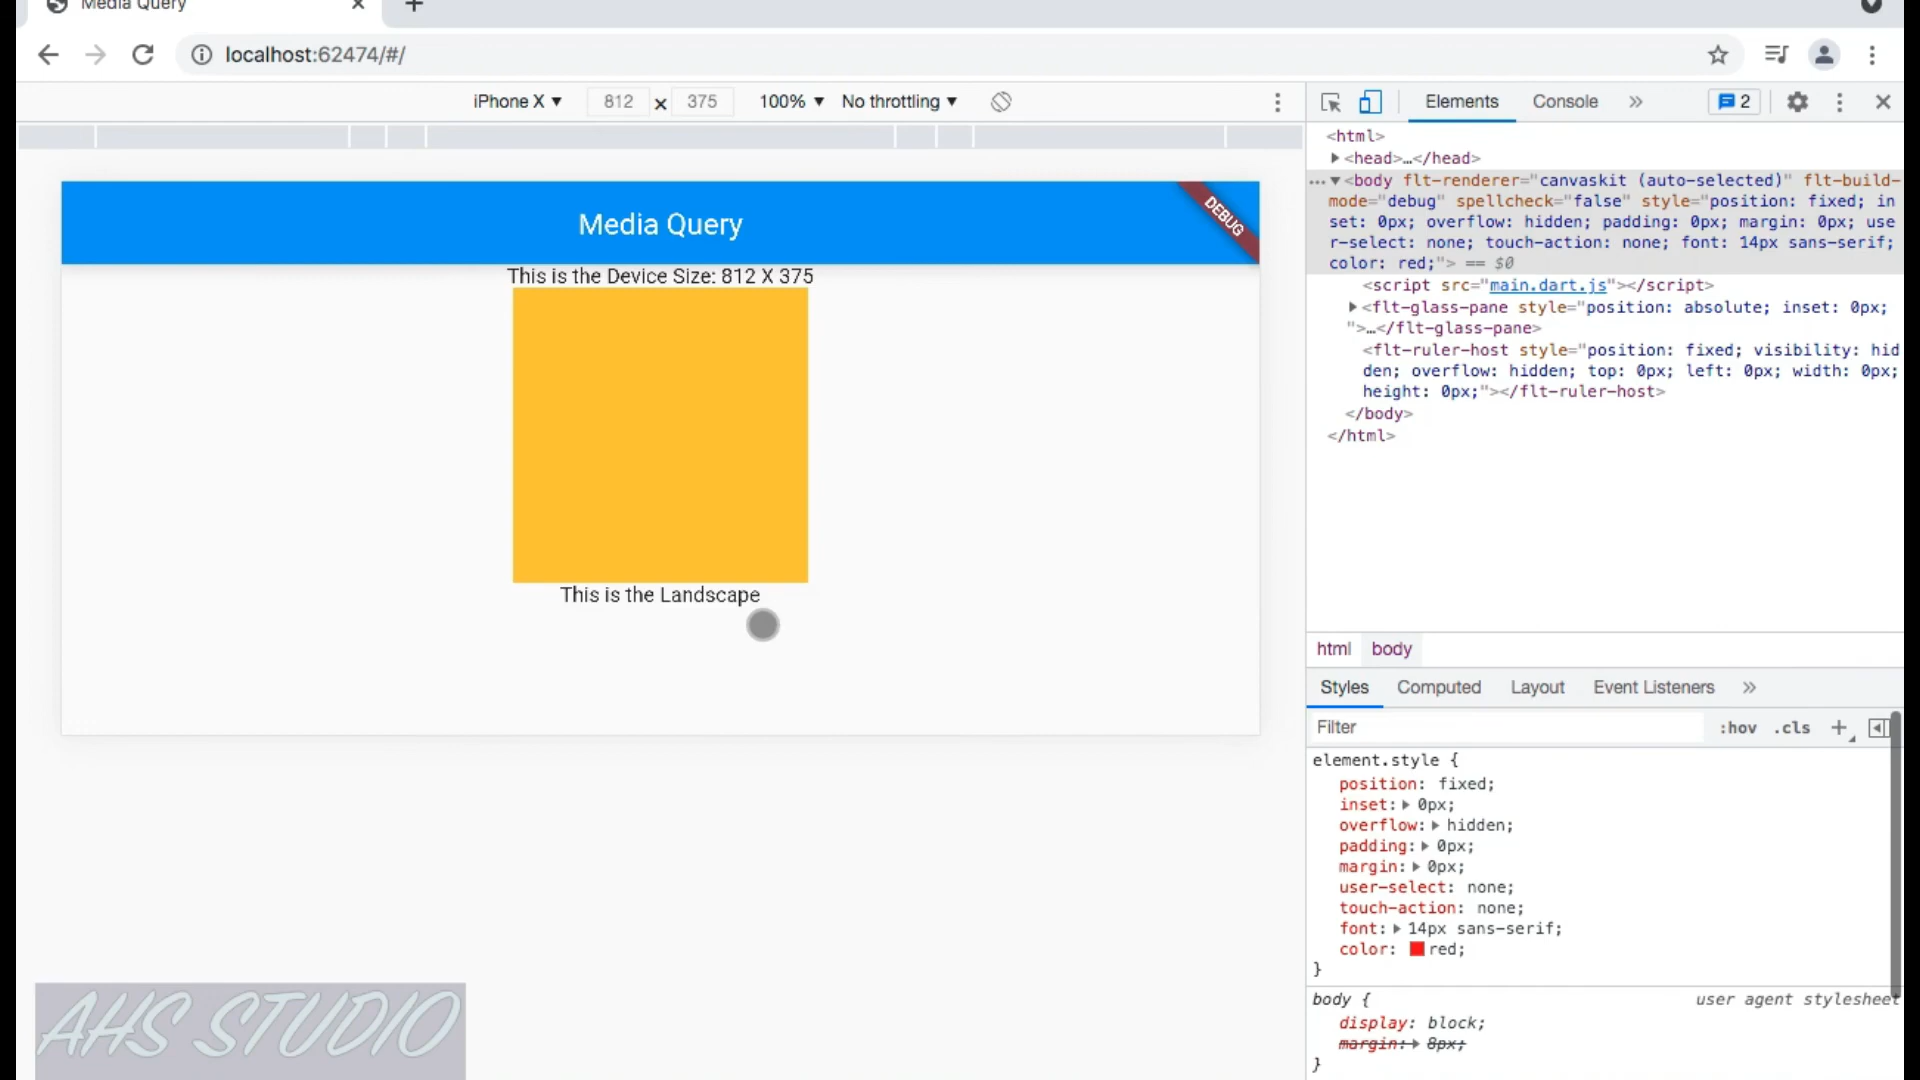 Media Query
localhost:62474/#/
iPhone X ▼ 812 × 375 100% ▼ No throttling ▼
Elements Console » 2
Media Query
DEBUG
This is the Device Size: 812 X 375
This is the Landscape
<html>
▶<head>…</head>
…▼<body flt-renderer="canvaskit (auto-selected)" flt-build-
mode="debug" spellcheck="false" style="position: fixed; in
set: 0px; overflow: hidden; padding: 0px; margin: 0px; use
r-select: none; touch-action: none; font: 14px sans-serif;
color: red;"> == $0
<script src="main.dart.js"></script>
▶<flt-glass-pane style="position: absolute; inset: 0px;
">…</flt-glass-pane>
<flt-ruler-host style="position: fixed; visibility: hid
den; overflow: hidden; top: 0px; left: 0px; width: 0px;
height: 0px;"></flt-ruler-host>
</body>
</html>
html body
Styles Computed Layout Event Listeners »
Filter :hov .cls +
element.style {
position: fixed;
inset:▶ 0px;
overflow:▶ hidden;
padding:▶ 0px;
margin:▶ 0px;
user-select: none;
touch-action: none;
font:▶ 14px sans-serif;
color: red;
}
body { user agent stylesheet
display: block;
margin:▶ 8px;
}
AHS STUDIO